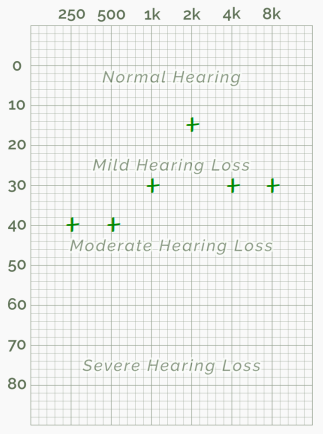 250 500 1k 2k 4k 8k
0
Normal Hearing
10
20
Mild Hearing Loss
30
40
Moderate Hearing Loss
50
60
70
Severe Hearing Loss
80